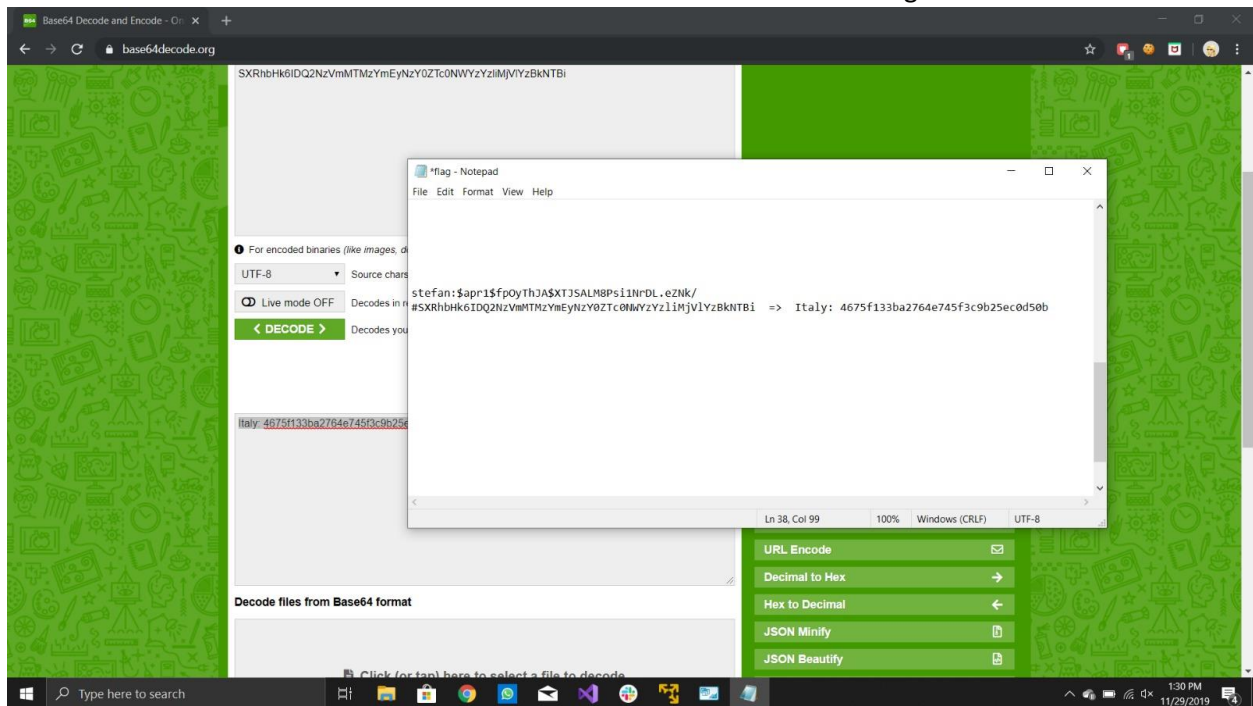 Base64 Decode and Encode - On
base64decode.org
SXRhbHk6IDQ2NzVmMTMzYmEyNzY0ZTc0NWYzYzliMjVlYzBkNTBi
*flag - Notepad
File Edit Format View Help
For encoded binaries (like images, d
UTF-8
Source chars
stefan:$apr1$fpOyThJA$XTJSALM8Psi1NrDL.eZNk/
Live mode OFF
Decodes in r
#SXRhbHk6IDQ2NzVmMTMzYmEyNzY0ZTc0NWYzYzliMjVlYzBkNTBi => Italy: 4675f133ba2764e745f3c9b25ec0d50b
< DECODE >
Decodes you
Italy: 4675f133ba2764e745f3c9b25e
Ln 38, Col 99
100%
Windows (CRLF)
UTF-8
URL Encode
Decimal to Hex
Decode files from Base64 format
Hex to Decimal
JSON Minify
JSON Beautify
Click (or tap) here to select a file to decode
Type here to search
1:30 PM
11/29/2019